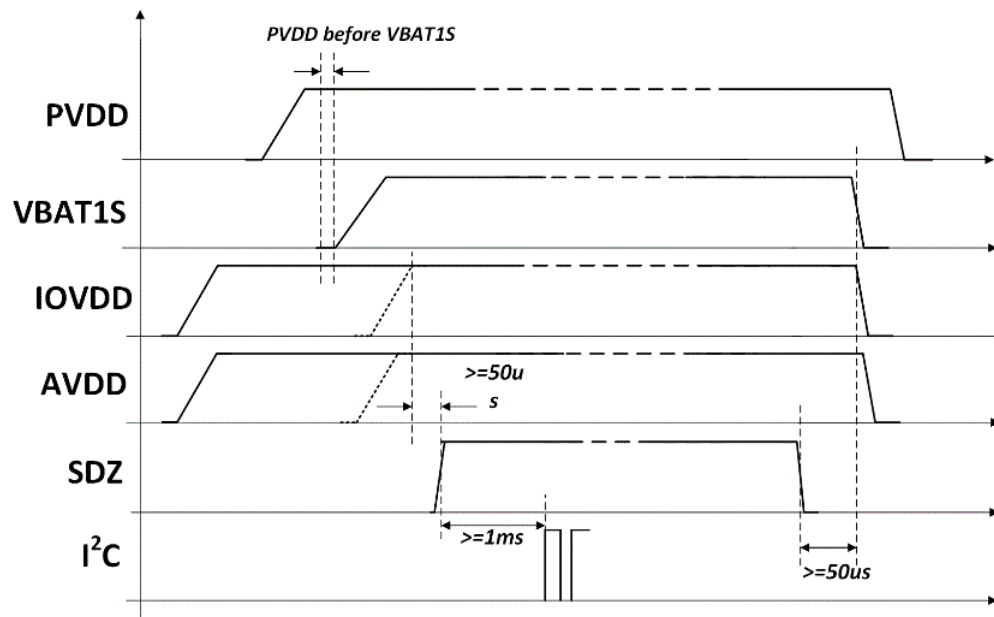 PVDD before VBAT1S
PVDD
VBAT1S
IOVDD
AVDD
>=50u
s
SDZ
>=1ms
I²C
>=50us